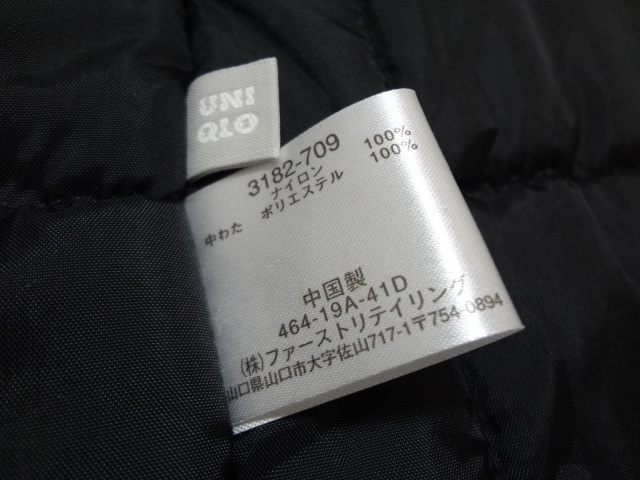 UNI
QLO
3182-709
ナイロン 100%
中わた ポリエステル 100%
中国製
464-19A-41D
(株)ファーストリテイリング
山口県山口市大字佐山717-1〒754-0894